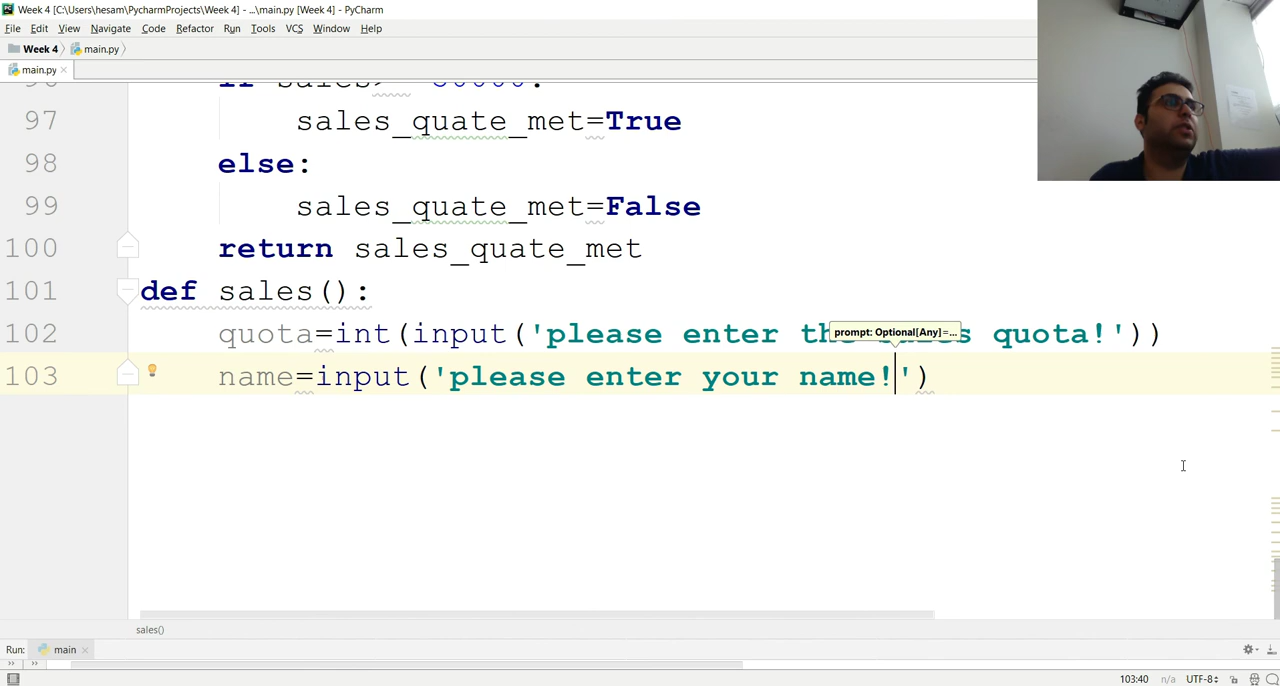 Week 4 [C:\Users\hesam\PycharmProjects\Week 4] - ...\main.py [Week 4] - PyCharm
File Edit View Navigate Code Refactor Run Tools VCS Window Help
Week 4 main.py
main.py
97 sales_quate_met=True
98 else:
99 sales_quate_met=False
100 return sales_quate_met
101 def sales():
102 quota=int(input('please enter the sales quota!'))
prompt: Optional[Any]=...
103 name=input('please enter your name!')
sales()
Run: main
103:40 n/a UTF-8